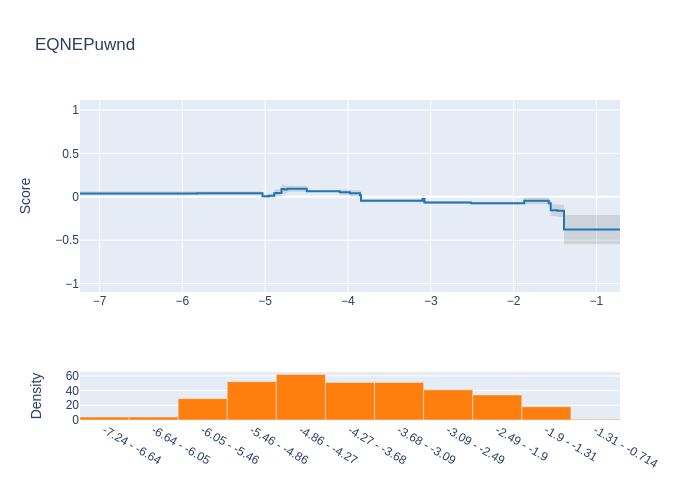 EQNEPuwnd
Score
1
0.5
0
−0.5
−1
−7 −6 −5 −4 −3 −2 −1
Density
60
40
20
0
-7.24 - -6.64
-6.64 - -6.05
-6.05 - -5.46
-5.46 - -4.86
-4.86 - -4.27
-4.27 - -3.68
-3.68 - -3.09
-3.09 - -2.49
-2.49 - -1.9
-1.9 - -1.31
-1.31 - -0.714